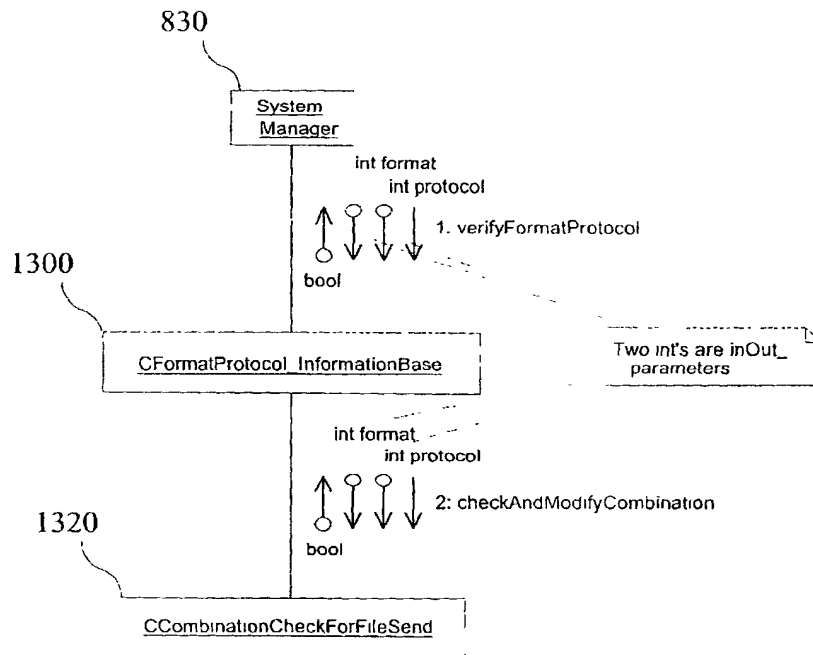 830
System
Manager
int format
int protocol
1. verifyFormatProtocol
bool
1300
CFormatProtocol_InformationBase
Two int's are inOut_
parameters
int format
int protocol
2: checkAndModifyCombination
bool
1320
CCombinationCheckForFileSend